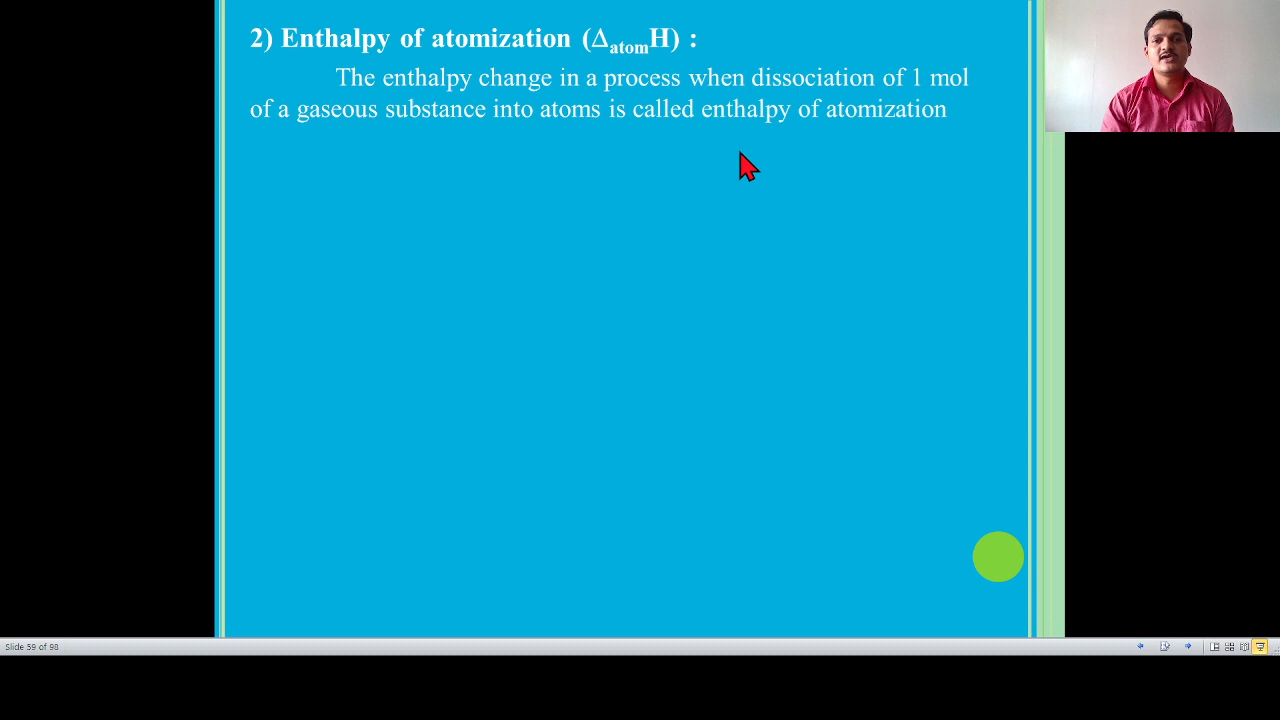 2) Enthalpy of atomization (ΔatomH) :
The enthalpy change in a process when dissociation of 1 mol
of a gaseous substance into atoms is called enthalpy of atomization
Slide 59 of 98